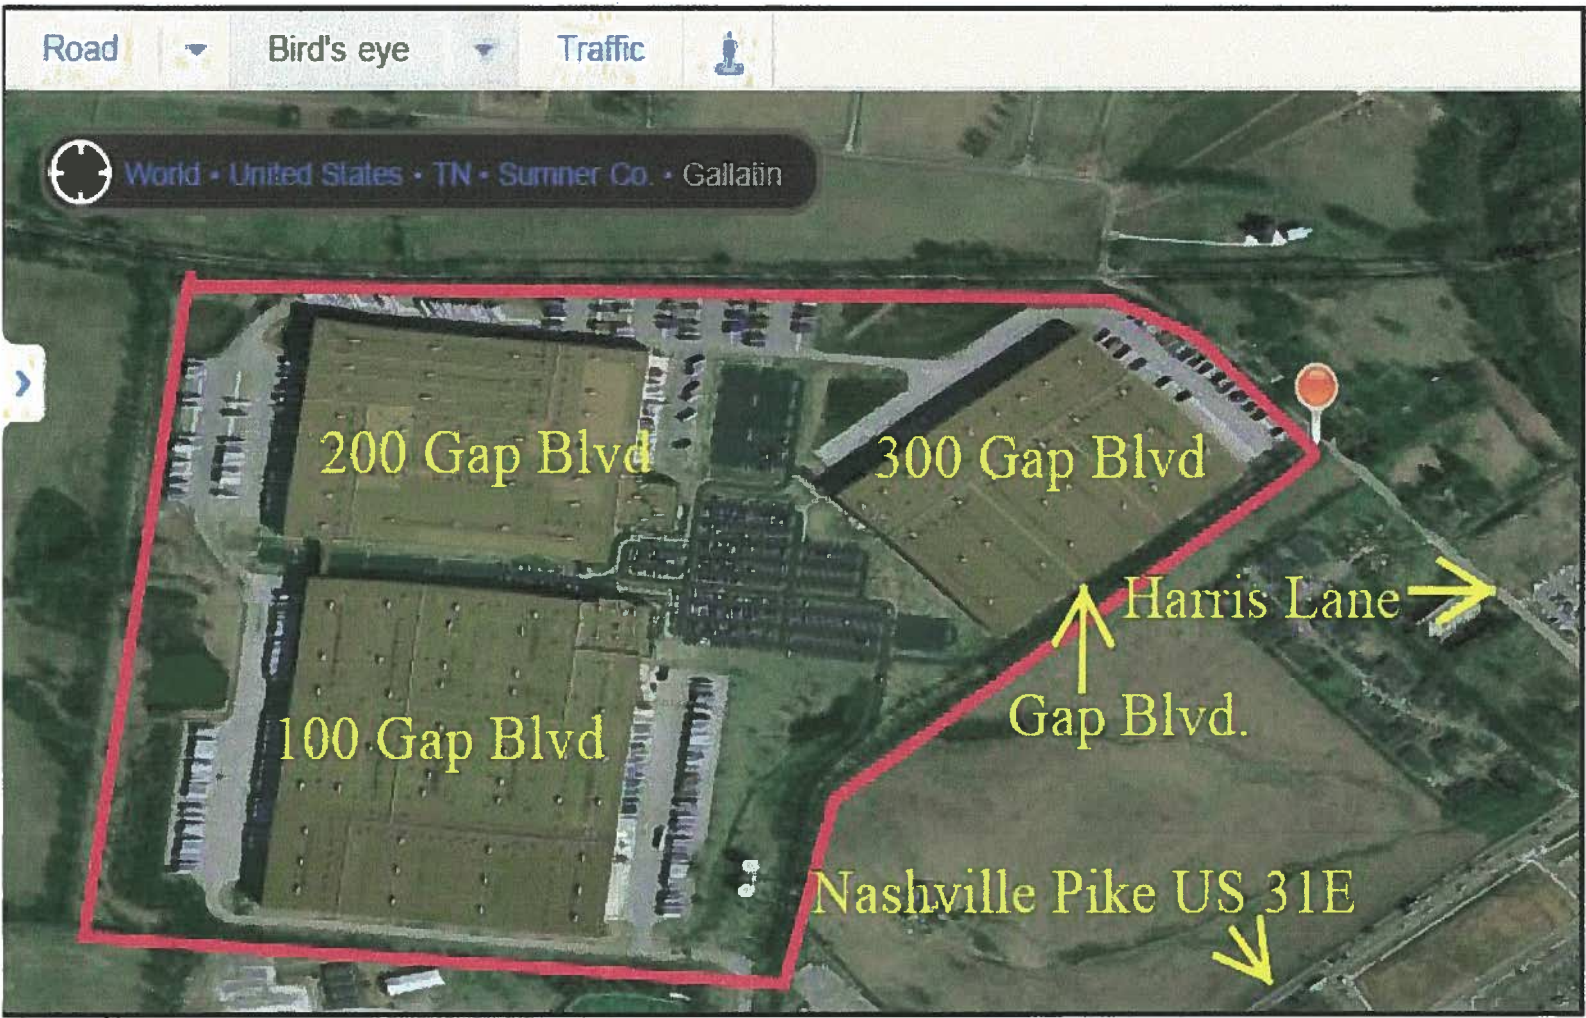 Road Bird's eye Traffic
World • United States • TN • Sumner Co. • Gallatin
200 Gap Blvd
300 Gap Blvd
Harris Lane
Gap Blvd.
100 Gap Blvd
Nashville Pike US 31E